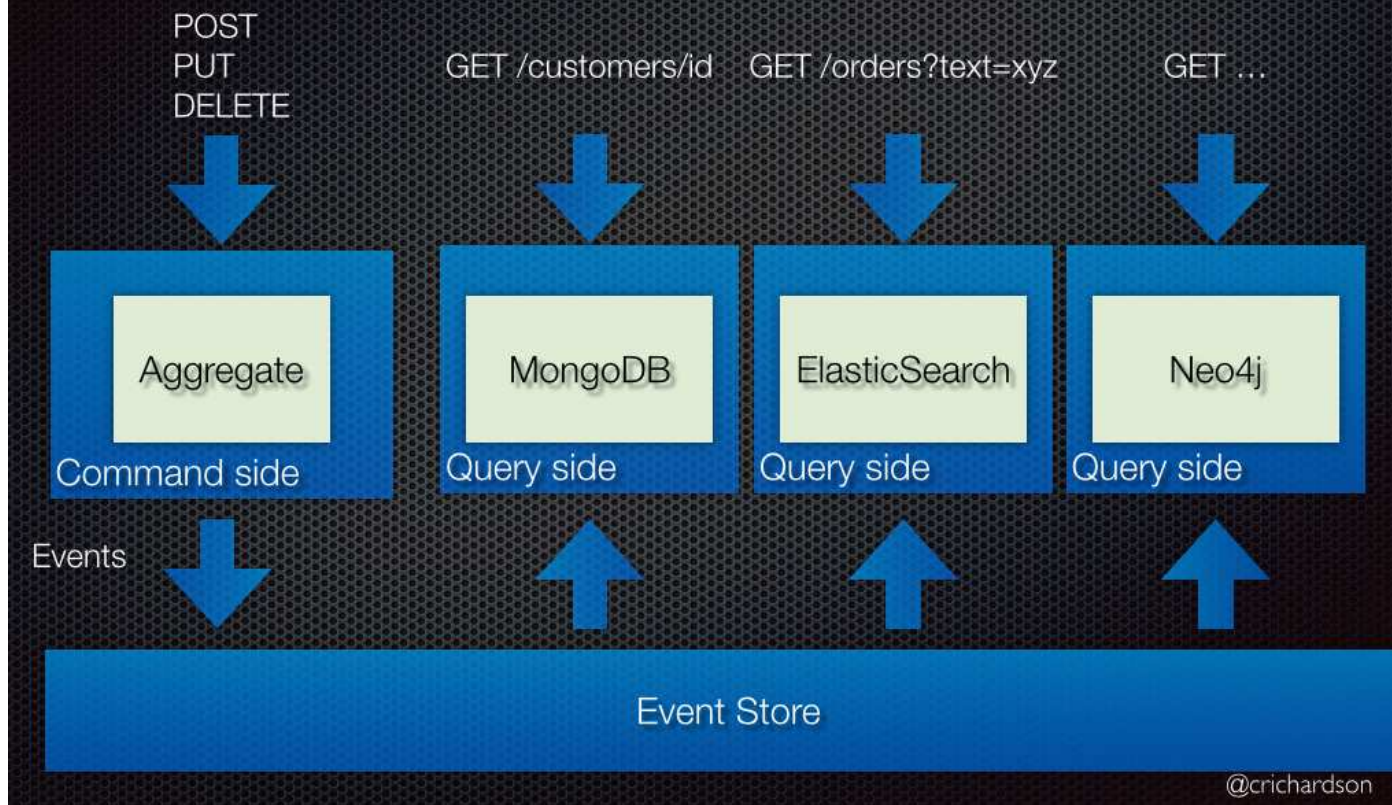 POST
PUT
DELETE
GET /customers/id
GET /orders?text=xyz
GET …
Aggregate
Command side
MongoDB
Query side
ElasticSearch
Query side
Neo4j
Query side
Events
Event Store
@crichardson